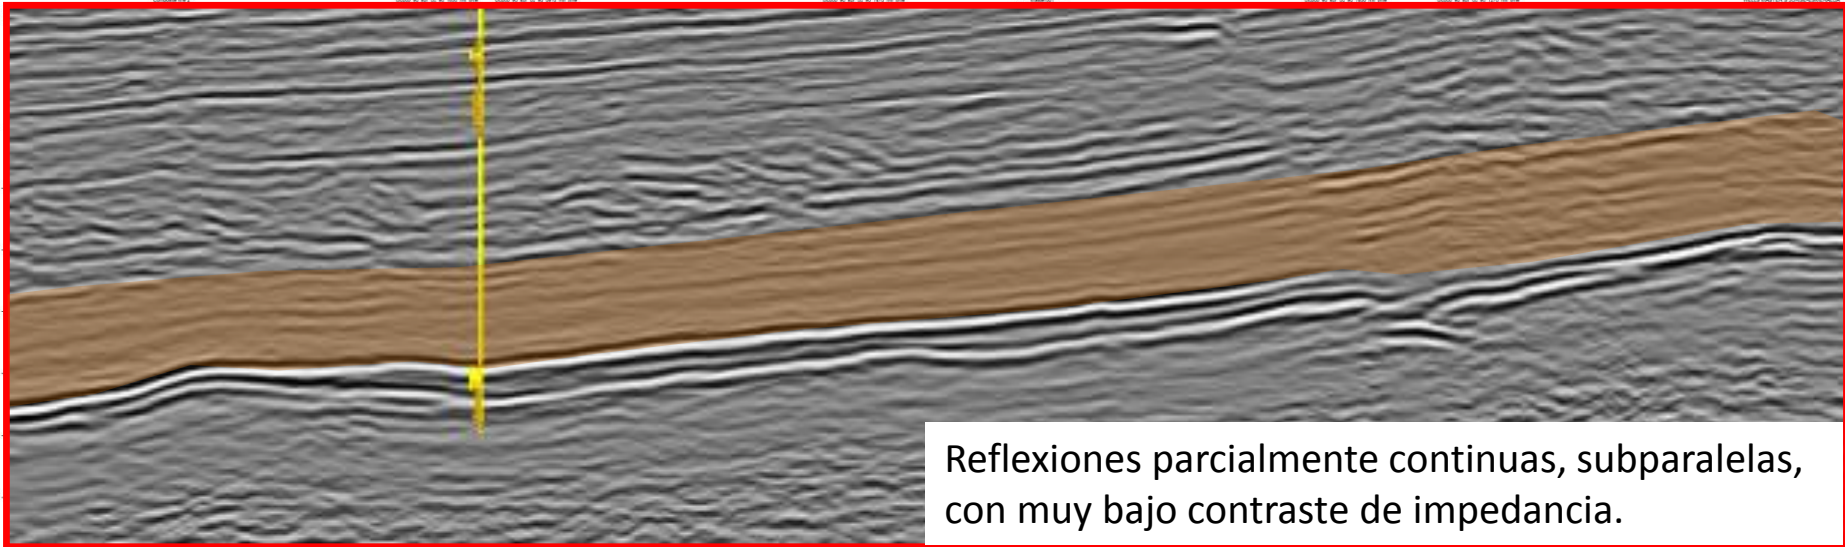 Reflexiones parcialmente continuas, subparalelas,
con muy bajo contraste de impedancia.